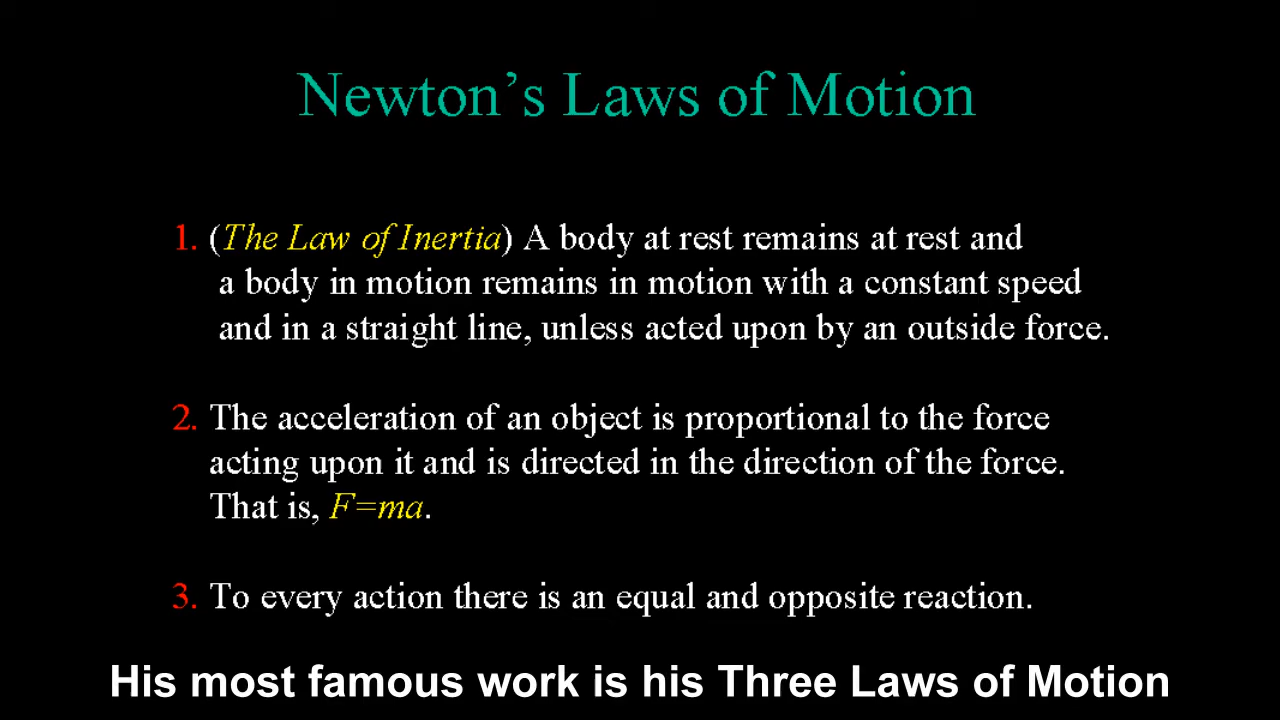 Newton’s Laws of Motion
1. (The Law of Inertia) A body at rest remains at rest and
a body in motion remains in motion with a constant speed
and in a straight line, unless acted upon by an outside force.
2. The acceleration of an object is proportional to the force
acting upon it and is directed in the direction of the force.
That is, F=ma.
3. To every action there is an equal and opposite reaction.
His most famous work is his Three Laws of Motion